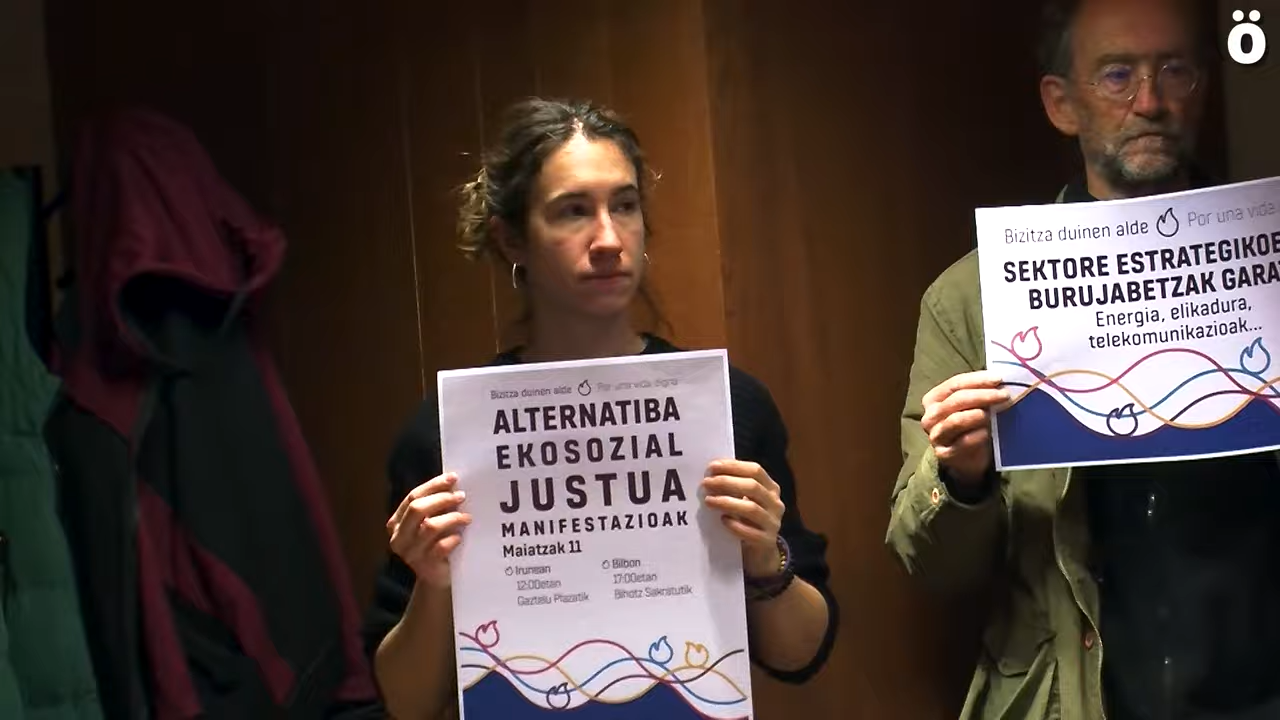 ö
Bizitza duinen alde Por una vida digna
ALTERNATIBA
EKOSOZIAL
JUSTUA
MANIFESTAZIOAK
Maiatzak 11
Irunean
12:00etan
Gaztelu Plazatik
Bilbon
17:00etan
Bihotz Sakratutik
Bizitza duinen alde Por una vida
SEKTORE ESTRATEGIKOE
BURUJABETZAK GARA
Energia, elikadura,
telekomunikazioak...